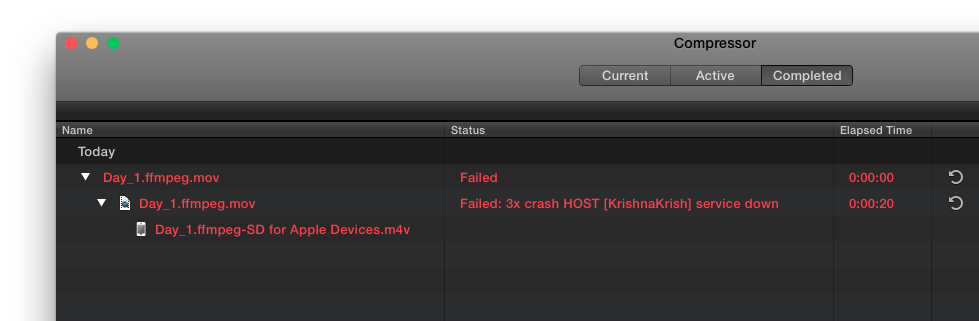 Compressor
Current Active Completed
Name Status Elapsed Time
Today
Day_1.ffmpeg.mov Failed 0:00:00
Day_1.ffmpeg.mov Failed: 3x crash HOST [KrishnaKrish] service down 0:00:20
Day_1.ffmpeg-SD for Apple Devices.m4v